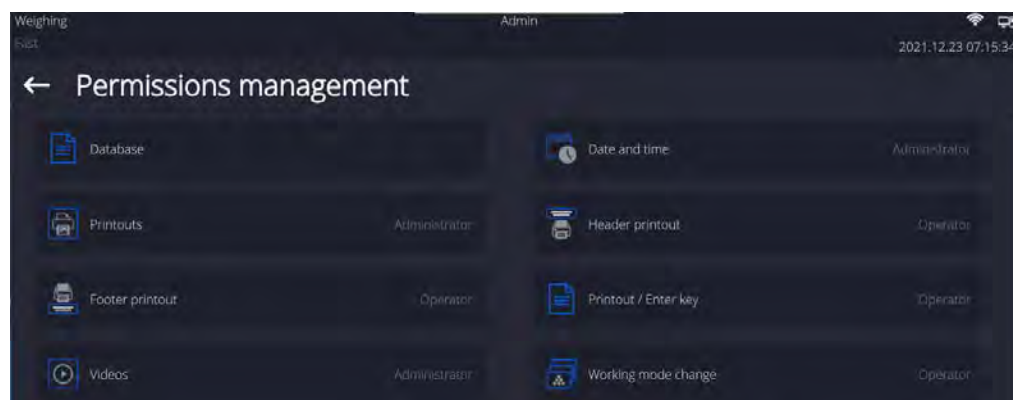 Weighing Admin
Fast 2021.12.23 07:15:34
Permissions management
Database
Date and time Administrator
Printouts Administrator
Header printout Operator
Footer printout Operator
Printout / Enter key Operator
Videos Administrator
Working mode change Operator